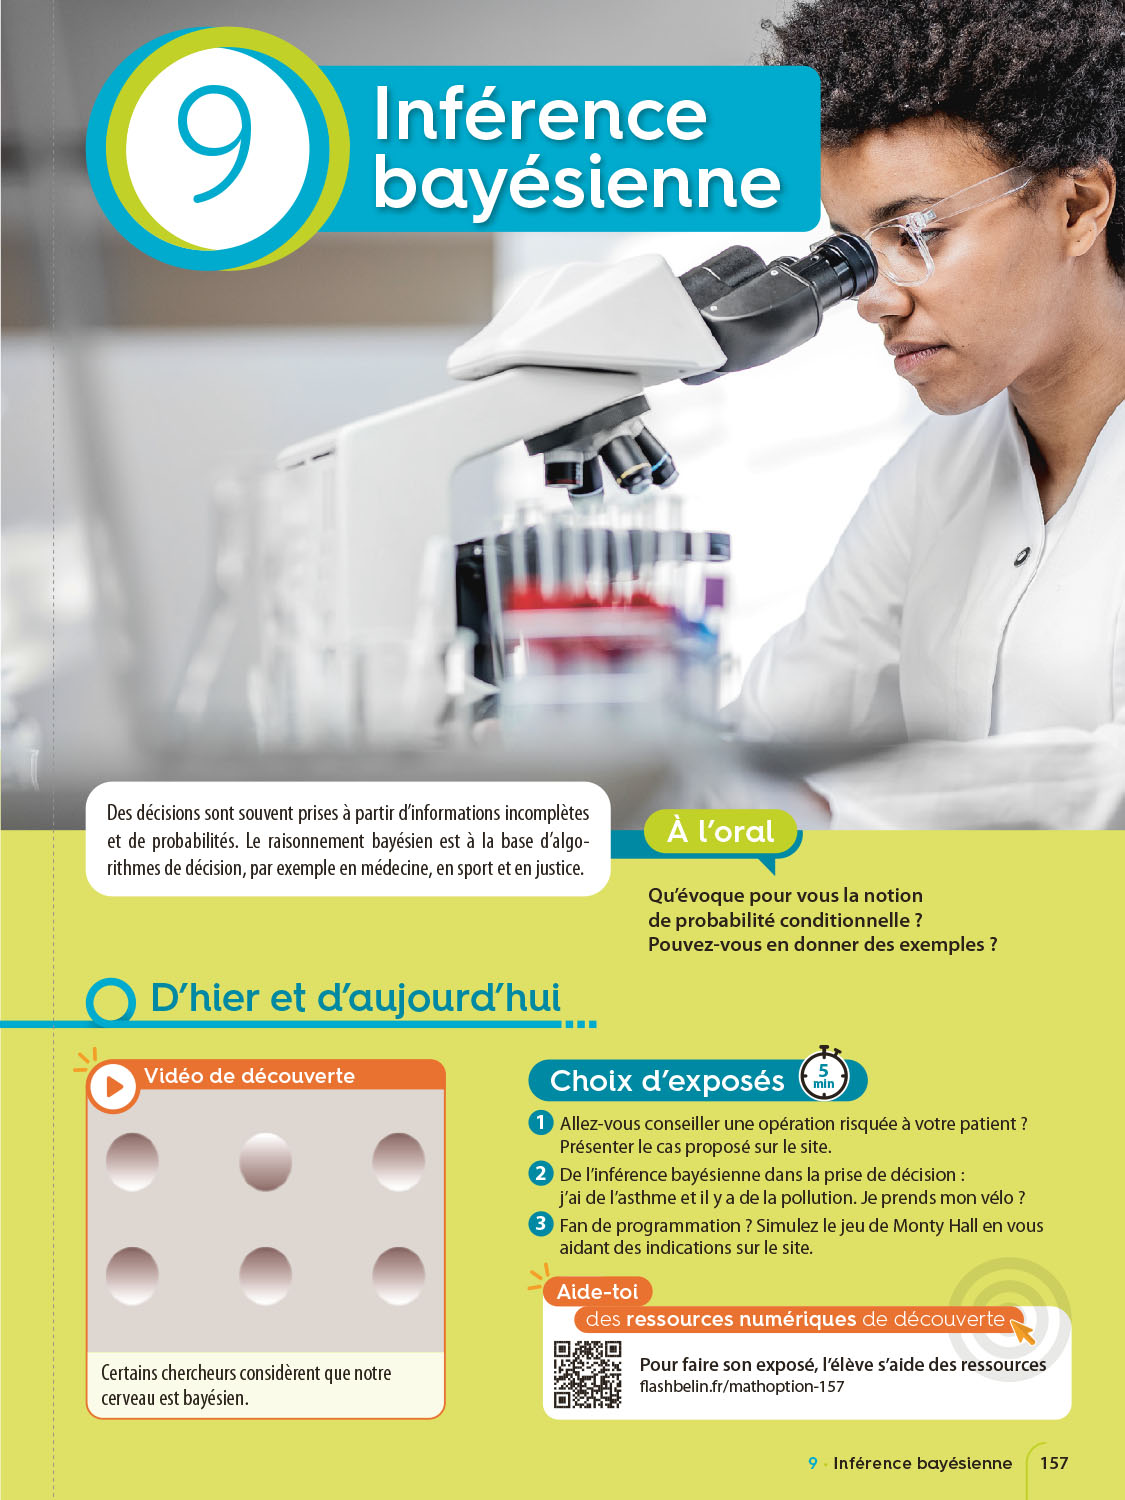 9
Inférence
bayésienne
Des décisions sont souvent prises à partir d’informations incomplètes
et de probabilités. Le raisonnement bayésien est à la base d’algo-
rithmes de décision, par exemple en médecine, en sport et en justice.
À l’oral
Qu’évoque pour vous la notion
de probabilité conditionnelle ?
Pouvez-vous en donner des exemples ?
D’hier et d’aujourd’hui
Vidéo de découverte
Certains chercheurs considèrent que notre
cerveau est bayésien.
Choix d’exposés
5
min
1 Allez-vous conseiller une opération risquée à votre patient ?
Présenter le cas proposé sur le site.
2 De l’inférence bayésienne dans la prise de décision :
j’ai de l’asthme et il y a de la pollution. Je prends mon vélo ?
3 Fan de programmation ? Simulez le jeu de Monty Hall en vous
aidant des indications sur le site.
Aide-toi
des ressources numériques de découverte
Pour faire son exposé, l’élève s’aide des ressources
flashbelin.fr/mathoption-157
9 - Inférence bayésienne 157